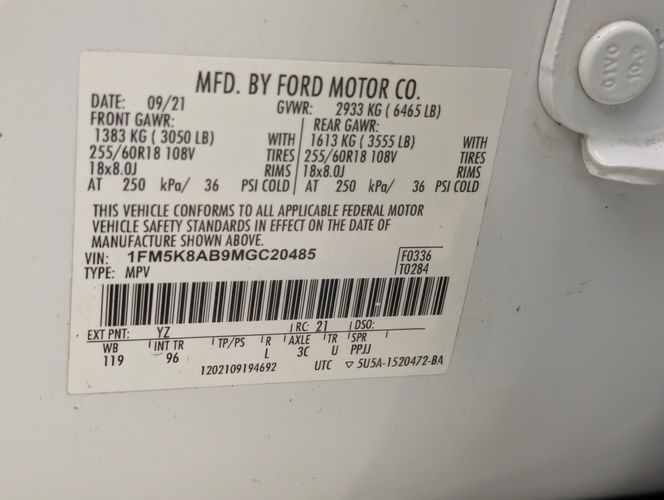 MFD. BY FORD MOTOR CO.
DATE: 09/21 GVWR: 2933 KG ( 6465 LB)
FRONT GAWR: REAR GAWR:
1383 KG ( 3050 LB) WITH 1613 KG ( 3555 LB) WITH
255/60R18 108V TIRES 255/60R18 108V TIRES
18x8.0J RIMS 18x8.0J RIMS
AT 250 kPa/ 36 PSI COLD AT 250 kPa/ 36 PSI COLD
THIS VEHICLE CONFORMS TO ALL APPLICABLE FEDERAL MOTOR
VEHICLE SAFETY STANDARDS IN EFFECT ON THE DATE OF
MANUFACTURE SHOWN ABOVE.
VIN: 1FM5K8AB9MGC20485 F0336
TYPE: MPV T0284
EXT PNT: YZ RC: 21 DSO:
WB INT TR TP/PS R AXLE TR SPR
119 96 L 3C U PPJJ
1202109194692 UTC ▽ 5U5A-1520472-BA
OTIVO
10.9